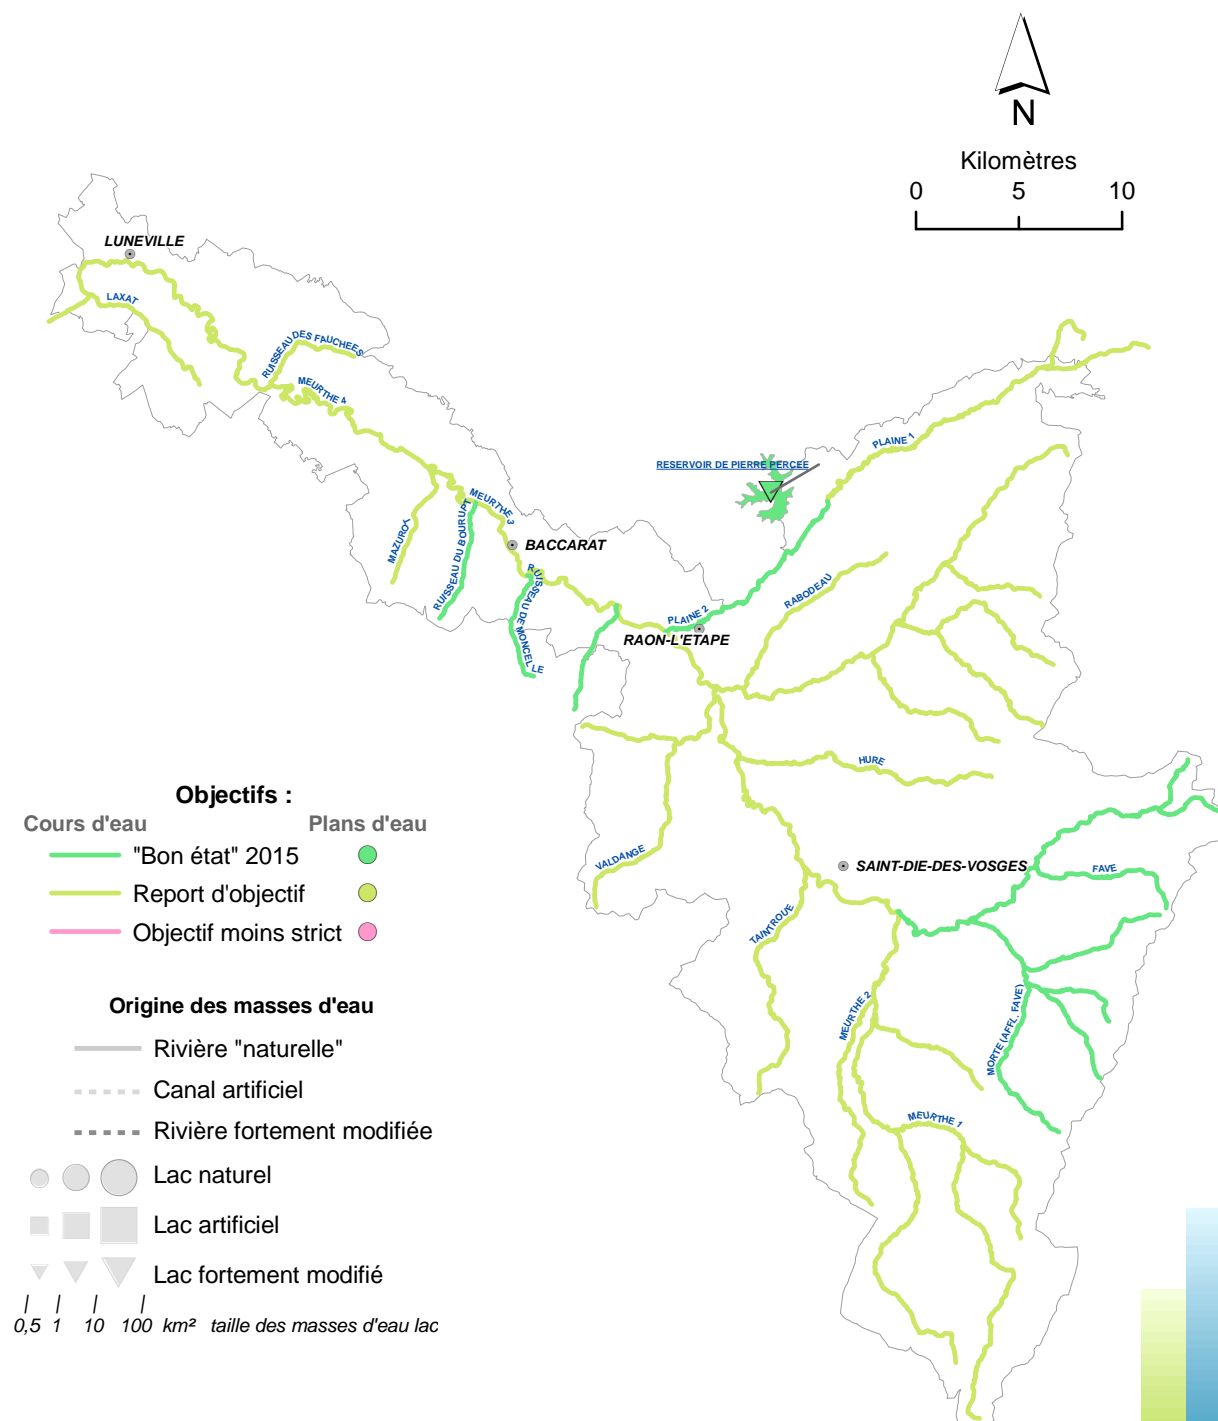 N
Kilomètres
0 5 10
LUNEVILLE
LAXAT
RUISSEAU DES FAUCHEES
MEURTHE 4
PLAINE 1
RESERVOIR DE PIERRE PERCEE
MEURTHE 3
MAZUROT
RUISSEAU DU BOURUPT
BACCARAT
RUISSEAU DE MONCEL LE
RABODEAU
PLAINE 2
RAON-L'ETAPE
HURE
VALDANGE
SAINT-DIE-DES-VOSGES
FAVE
TAINTROUE
MEURTHE 2
MORTE (AFFL. FAVE)
MEURTHE 1
Objectifs :
Cours d'eau Plans d'eau
"Bon état" 2015
Report d'objectif
Objectif moins strict
Origine des masses d'eau
Rivière "naturelle"
Canal artificiel
Rivière fortement modifiée
Lac naturel
Lac artificiel
Lac fortement modifié
0,5 1 10 100 km² taille des masses d'eau lac